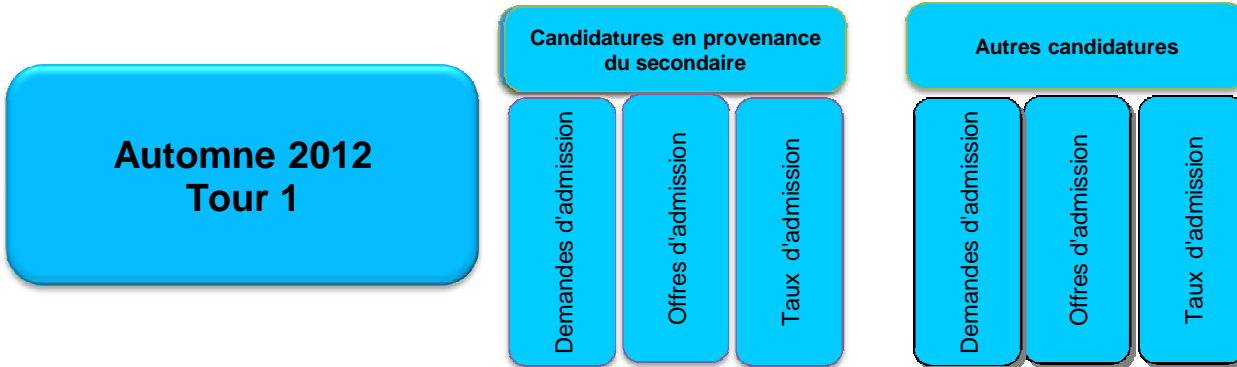 Automne 2012
Tour 1
Candidatures en provenance
du secondaire
Demandes d'admission
Offres d'admission
Taux d'admission
Autres candidatures
Demandes d'admission
Offres d'admission
Taux d'admission